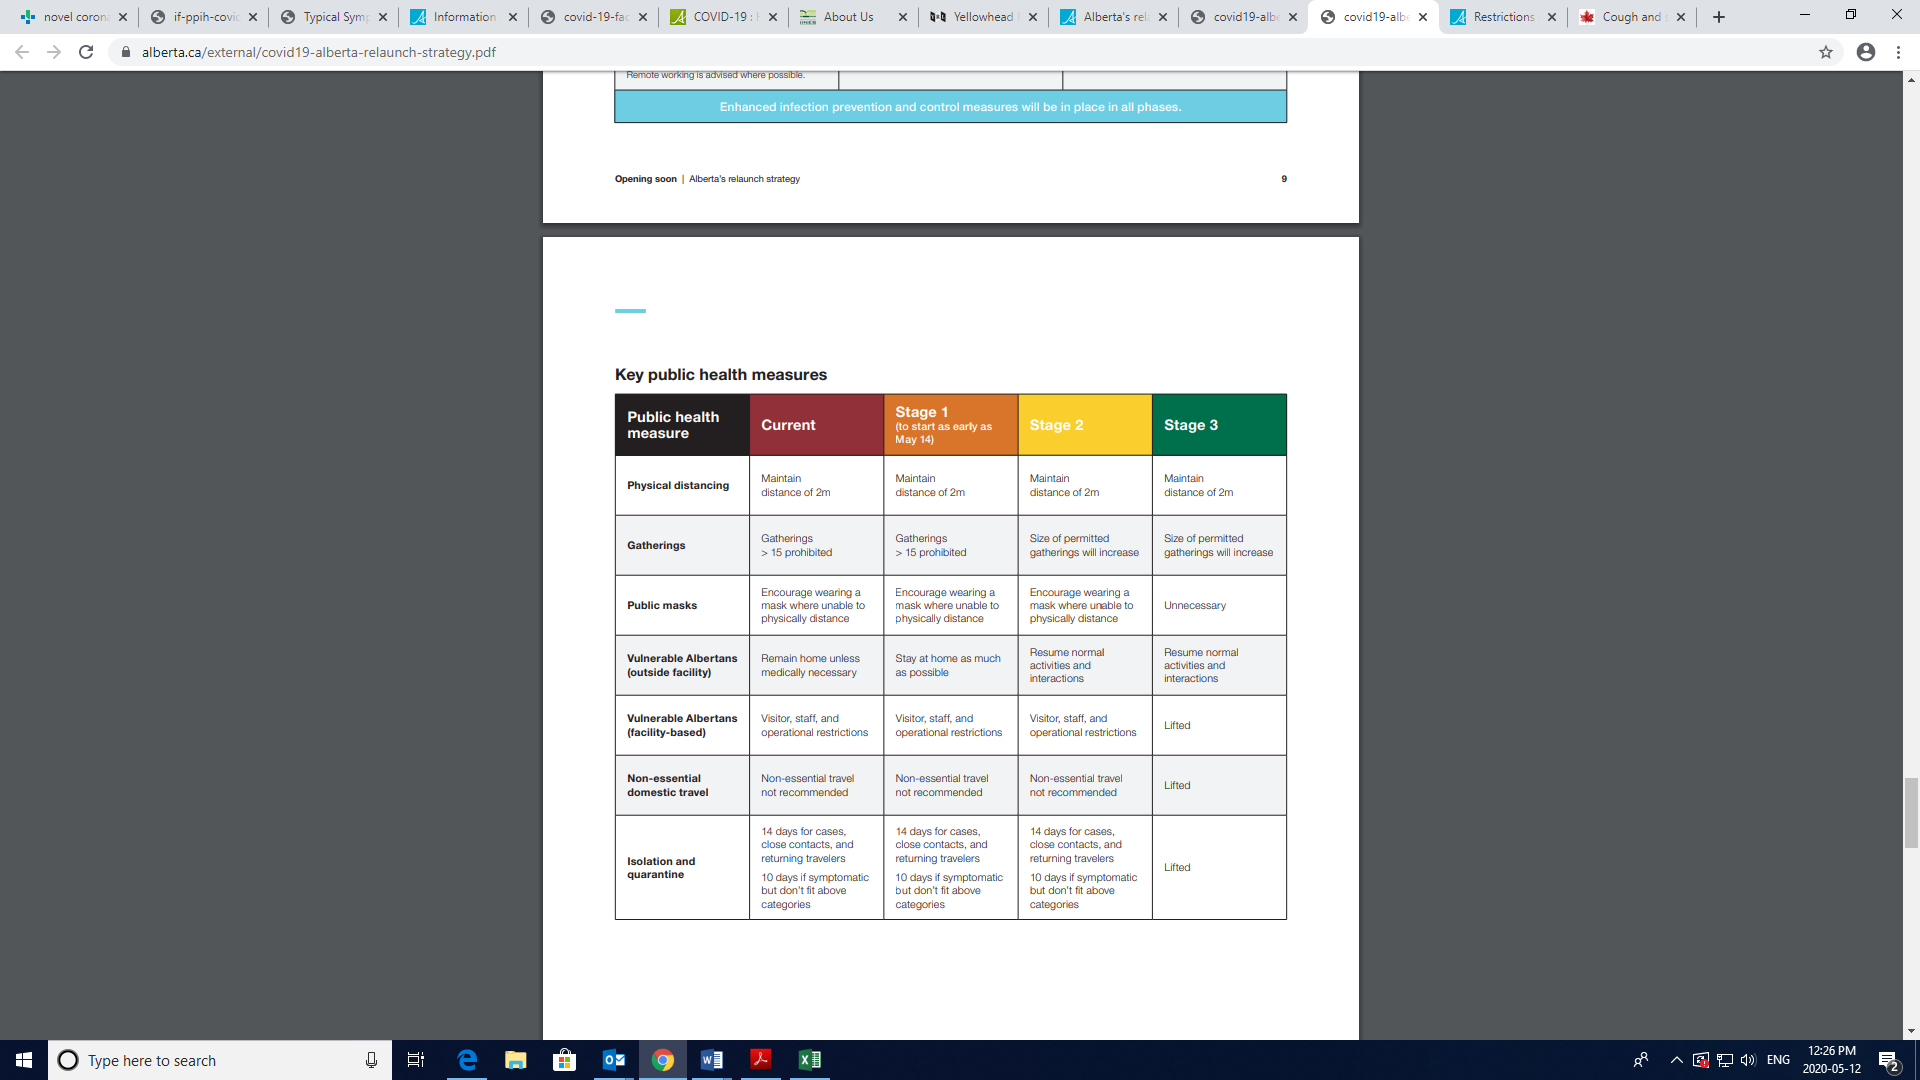 novel corona
if-ppih-covid
Typical Symp
Information
covid-19-fac
COVID-19 : H
About Us
Yellowhead
Alberta's rel
covid19-albe
covid19-albe
Restrictions
Cough and
alberta.ca/external/covid19-alberta-relaunch-strategy.pdf
Remote working is advised where possible.
Enhanced infection prevention and control measures will be in place in all phases.
Opening soon | Alberta's relaunch strategy
9
Key public health measures
Public health
measure
Current
Stage 1
(to start as early as
May 14)
Stage 2
Stage 3
Physical distancing
Maintain
distance of 2m
Maintain
distance of 2m
Maintain
distance of 2m
Maintain
distance of 2m
Gatherings
Gatherings
> 15 prohibited
Gatherings
> 15 prohibited
Size of permitted
gatherings will increase
Size of permitted
gatherings will increase
Public masks
Encourage wearing a
mask where unable to
physically distance
Encourage wearing a
mask where unable to
physically distance
Encourage wearing a
mask where unable to
physically distance
Unnecessary
Vulnerable Albertans
(outside facility)
Remain home unless
medically necessary
Stay at home as much
as possible
Resume normal
activities and
interactions
Resume normal
activities and
interactions
Vulnerable Albertans
(facility-based)
Visitor, staff, and
operational restrictions
Visitor, staff, and
operational restrictions
Visitor, staff, and
operational restrictions
Lifted
Non-essential
domestic travel
Non-essential travel
not recommended
Non-essential travel
not recommended
Non-essential travel
not recommended
Lifted
Isolation and
quarantine
14 days for cases,
close contacts, and
returning travelers
10 days if symptomatic
but don't fit above
categories
14 days for cases,
close contacts, and
returning travelers
10 days if symptomatic
but don't fit above
categories
14 days for cases,
close contacts, and
returning travelers
10 days if symptomatic
but don't fit above
categories
Lifted
Type here to search
ENG
12:26 PM
2020-05-12
2